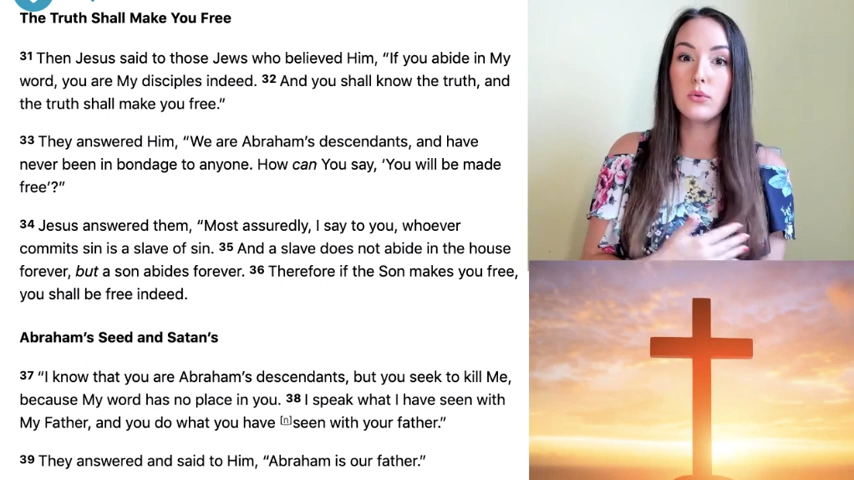 The Truth Shall Make You Free
31 Then Jesus said to those Jews who believed Him, “If you abide in My
word, you are My disciples indeed. 32 And you shall know the truth, and
the truth shall make you free.”
33 They answered Him, “We are Abraham’s descendants, and have
never been in bondage to anyone. How can You say, ‘You will be made
free’?”
34 Jesus answered them, “Most assuredly, I say to you, whoever
commits sin is a slave of sin. 35 And a slave does not abide in the house
forever, but a son abides forever. 36 Therefore if the Son makes you free,
you shall be free indeed.
Abraham’s Seed and Satan’s
37 “I know that you are Abraham’s descendants, but you seek to kill Me,
because My word has no place in you. 38 I speak what I have seen with
My Father, and you do what you have [n]seen with your father.”
39 They answered and said to Him, “Abraham is our father.”